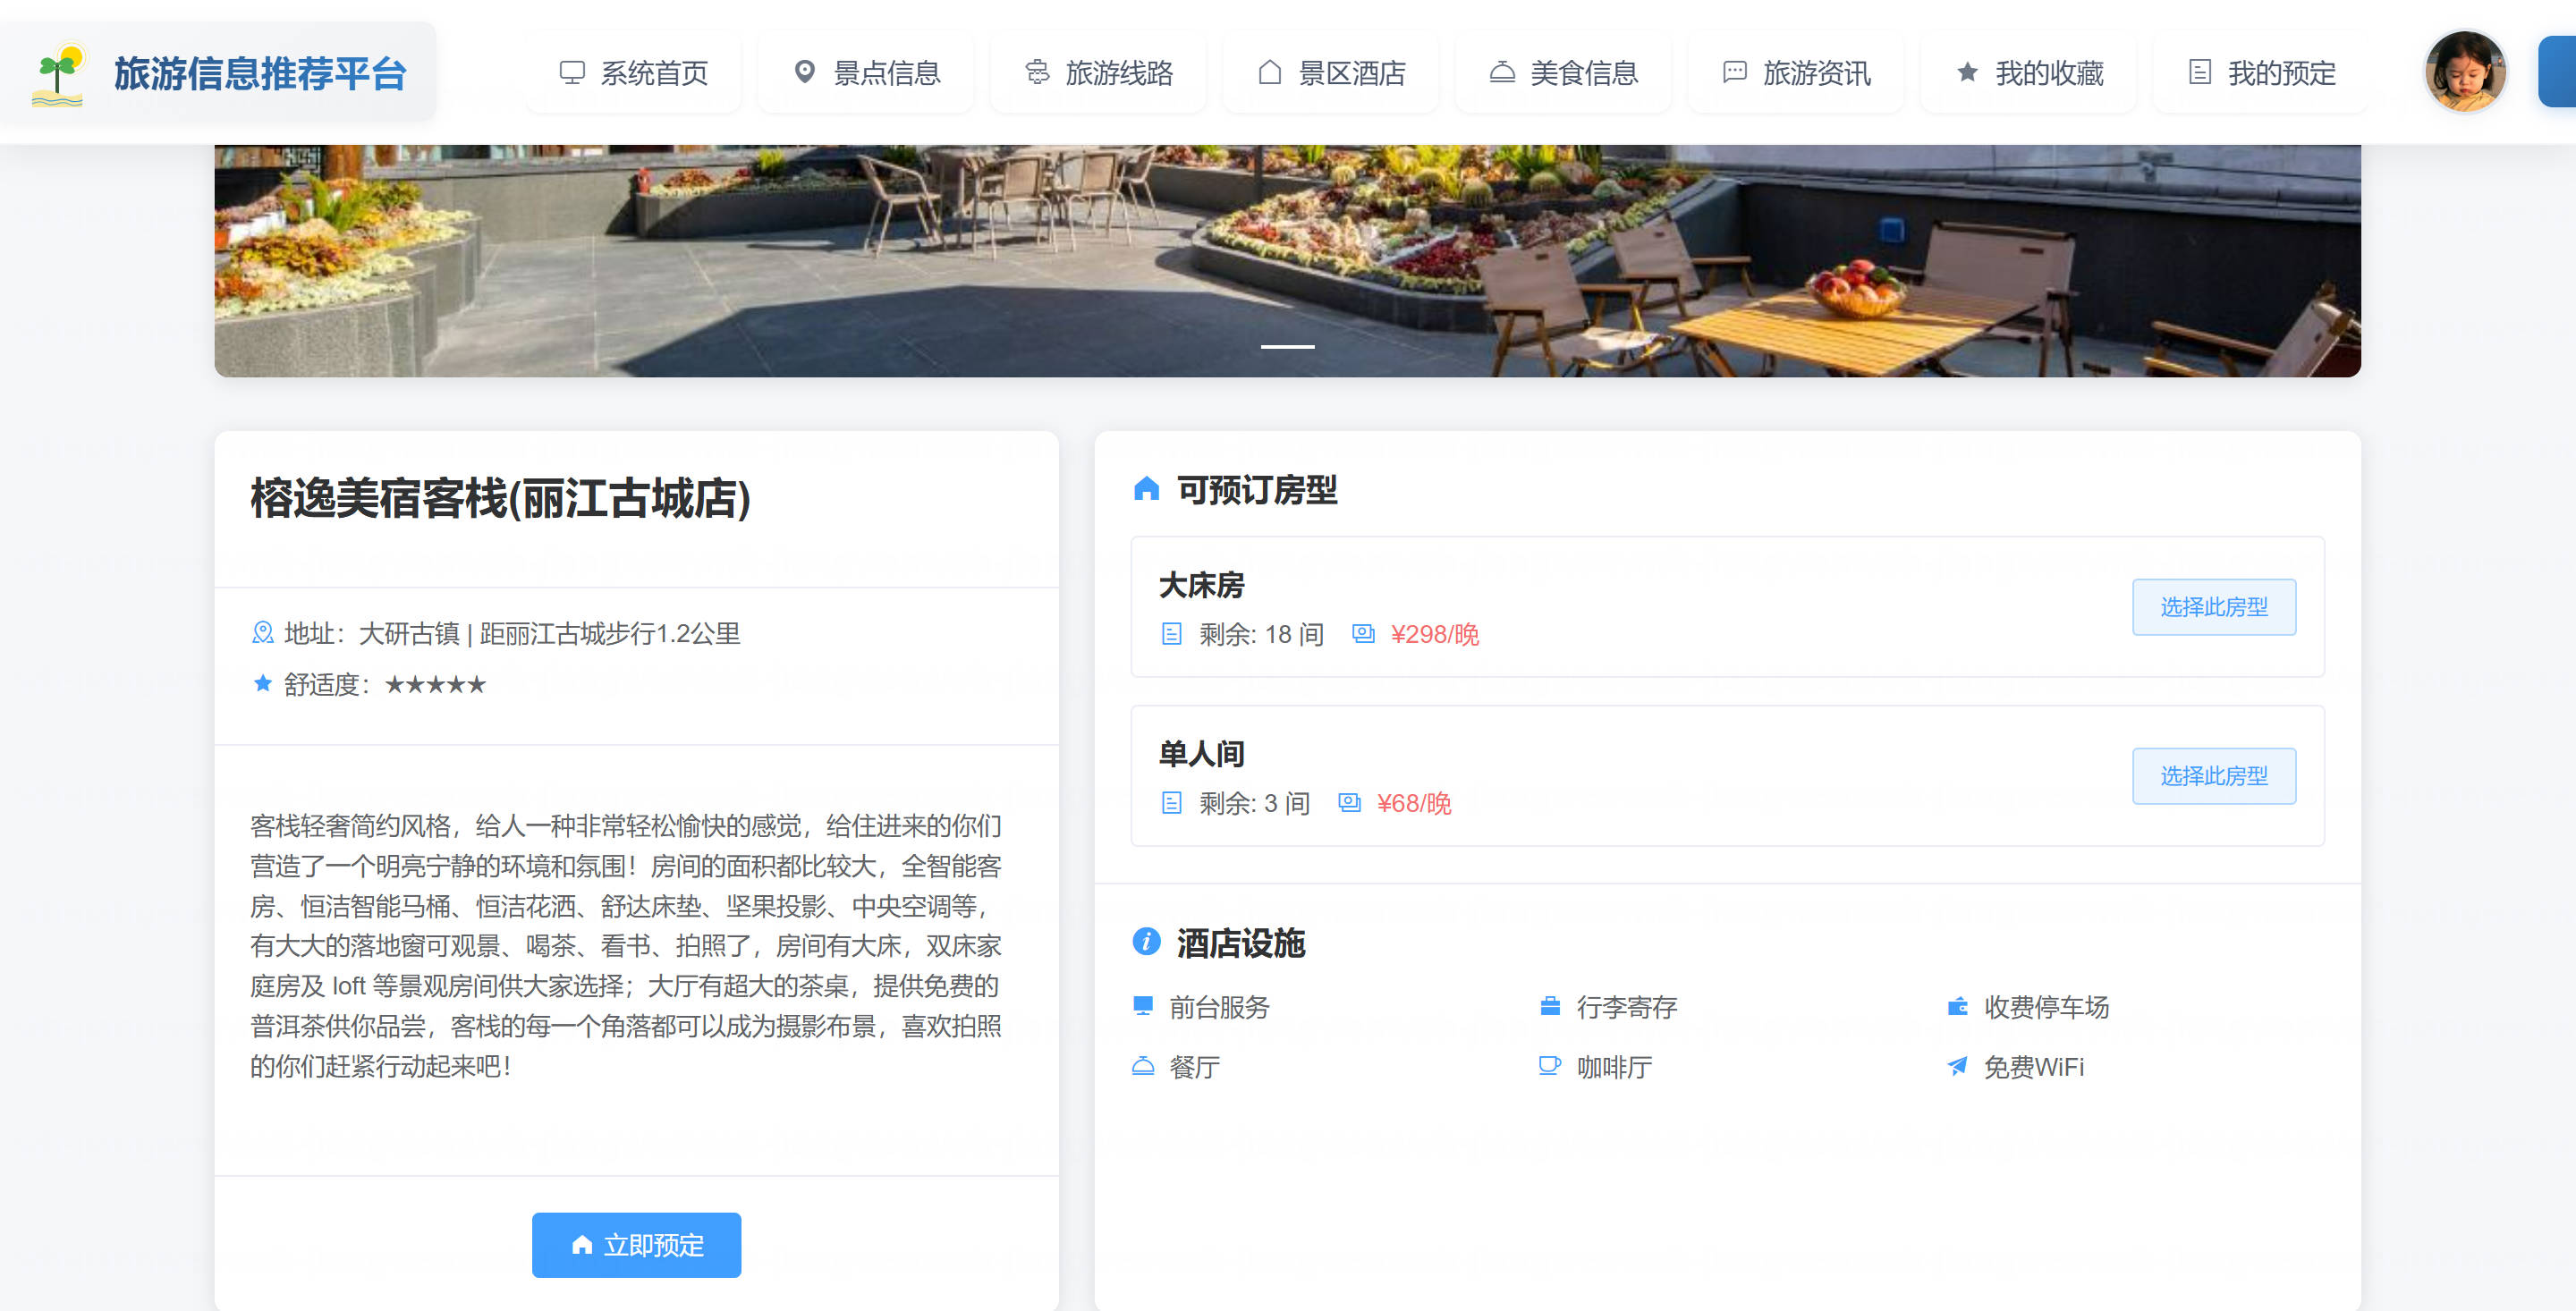 旅游信息推荐平台
系统首页
景点信息
旅游线路
景区酒店
美食信息
旅游资讯
我的收藏
我的预定
榕逸美宿客栈(丽江古城店)
地址：大研古镇 | 距丽江古城步行1.2公里
舒适度：★★★★★
客栈轻奢简约风格，给人一种非常轻松愉快的感觉，给住进来的你们
营造了一个明亮宁静的环境和氛围！房间的面积都比较大，全智能客
房、恒洁智能马桶、恒洁花洒、舒达床垫、坚果投影、中央空调等，
有大大的落地窗可观景、喝茶、看书、拍照了，房间有大床，双床家
庭房及 loft 等景观房间供大家选择；大厅有超大的茶桌，提供免费的
普洱茶供你品尝，客栈的每一个角落都可以成为摄影布景，喜欢拍照
的你们赶紧行动起来吧！
立即预定
可预订房型
大床房
剩余: 18 间 ¥298/晚
选择此房型
单人间
剩余: 3 间 ¥68/晚
选择此房型
酒店设施
前台服务
行李寄存
收费停车场
餐厅
咖啡厅
免费WiFi